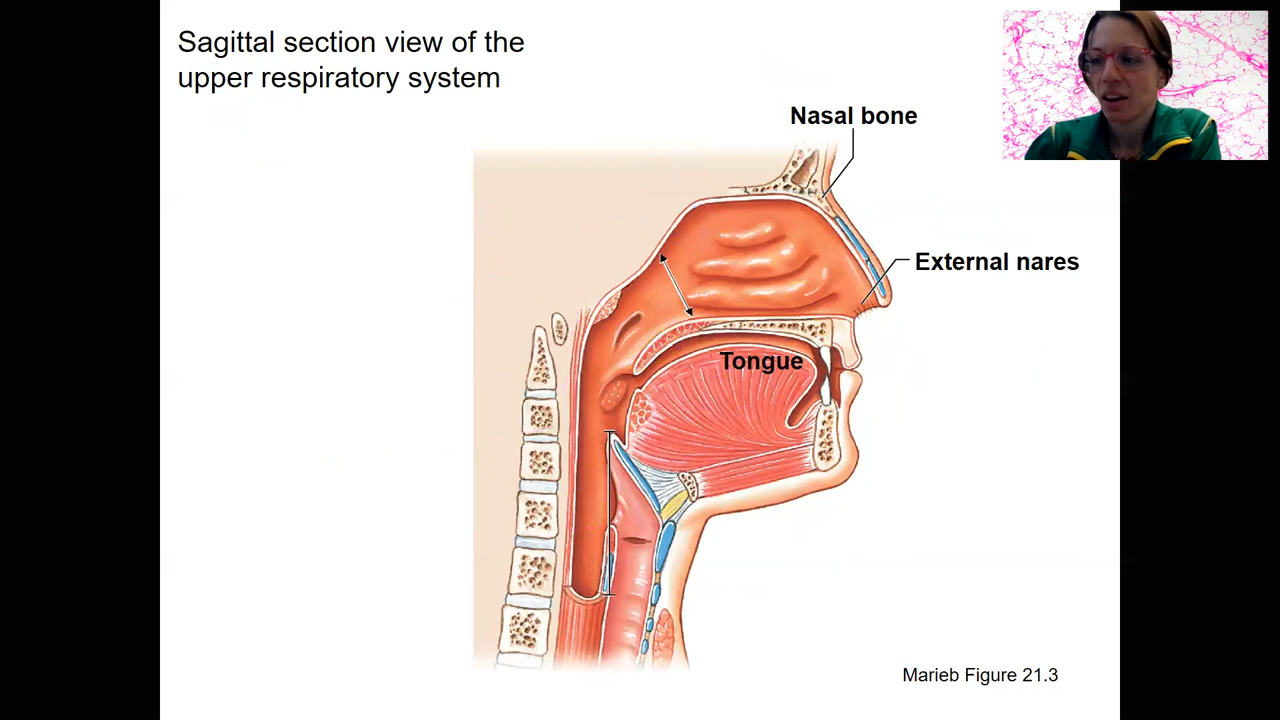 Sagittal section view of the
upper respiratory system
Nasal bone
External nares
Tongue
Marieb Figure 21.3